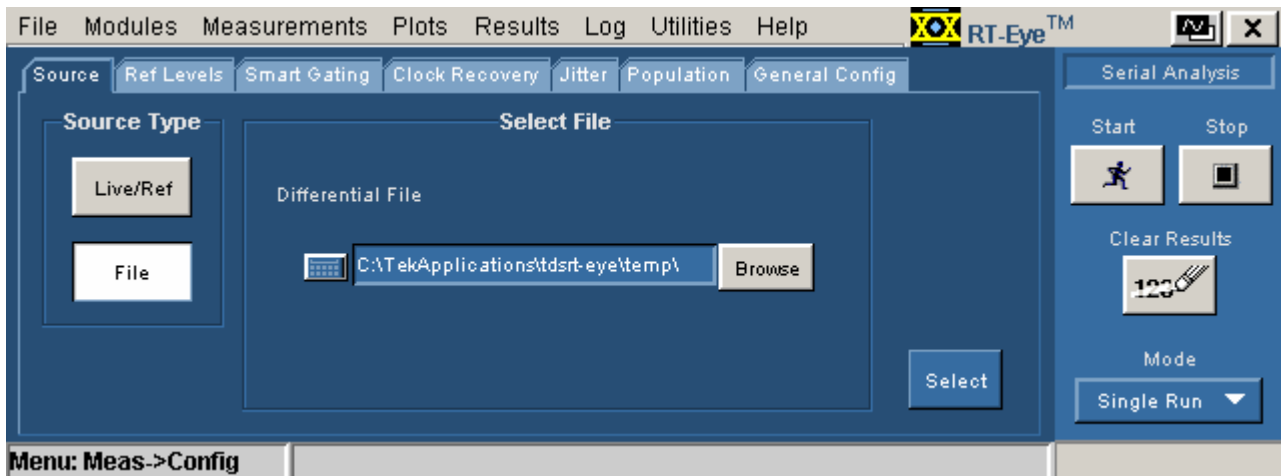 File Modules Measurements Plots Results Log Utilities Help RT-Eye™
Source Ref Levels Smart Gating Clock Recovery Jitter Population General Config
Serial Analysis
Source Type
Live/Ref
File
Select File
Differential File
C:\TekApplications\tdsrt-eye\temp\ Browse
Select
Start Stop
Clear Results
123
Mode
Single Run
Menu: Meas->Config